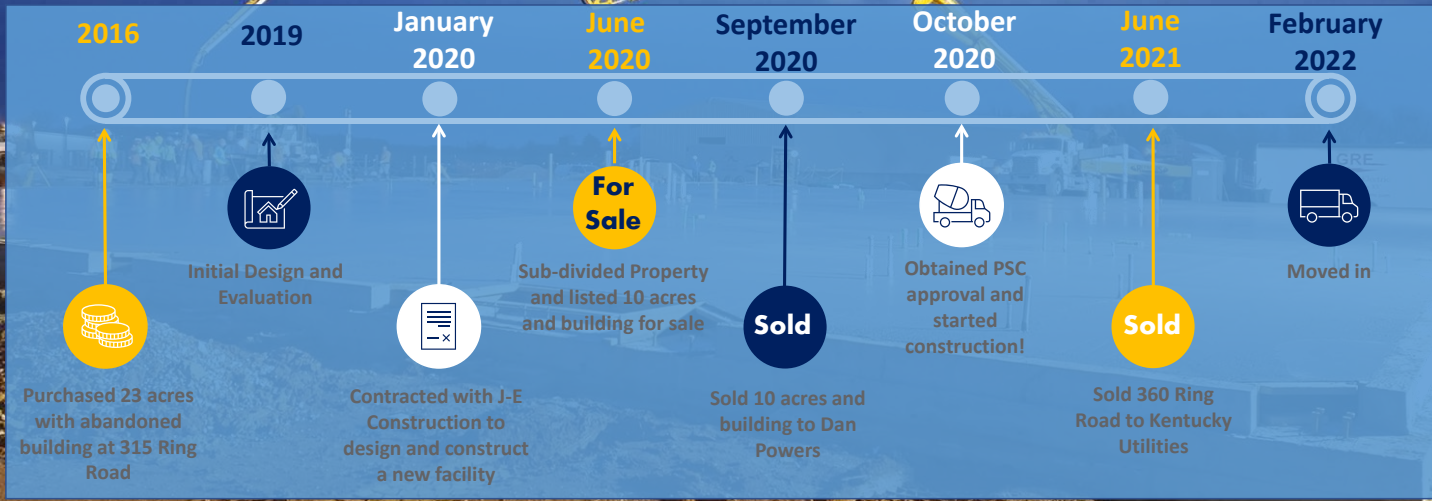 2016
Purchased 23 acres
with abandoned
building at 315 Ring
Road
2019
Initial Design and
Evaluation
January
2020
Contracted with J-E
Construction to
design and construct
a new facility
June
2020
For
Sale
Sub-divided Property
and listed 10 acres
and building for sale
September
2020
Sold
Sold 10 acres and
building to Dan
Powers
October
2020
Obtained PSC
approval and
started
construction!
June
2021
Sold
Sold 360 Ring
Road to Kentucky
Utilities
February
2022
Moved in
GRE